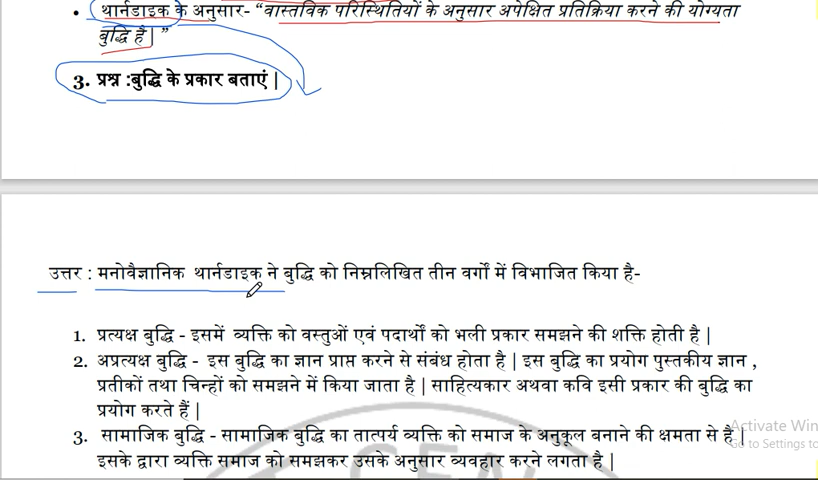 • थार्नडाइक के अनुसार- “वास्तविक परिस्थितियों के अनुसार अपेक्षित प्रतिक्रिया करने की योग्यता
बुद्धि है| ”
3. प्रश्न :बुद्धि के प्रकार बताएं |
उत्तर : मनोवैज्ञानिक थार्नडाइक ने बुद्धि को निम्नलिखित तीन वर्गों में विभाजित किया है-
1. प्रत्यक्ष बुद्धि - इसमें व्यक्ति को वस्तुओं एवं पदार्थों को भली प्रकार समझने की शक्ति होती है |
2. अप्रत्यक्ष बुद्धि - इस बुद्धि का ज्ञान प्राप्त करने से संबंध होता है | इस बुद्धि का प्रयोग पुस्तकीय ज्ञान ,
प्रतीकों तथा चिन्हों को समझने में किया जाता है | साहित्यकार अथवा कवि इसी प्रकार की बुद्धि का
प्रयोग करते हैं |
3. सामाजिक बुद्धि - सामाजिक बुद्धि का तात्पर्य व्यक्ति को समाज के अनुकूल बनाने की क्षमता से है |
इसके द्वारा व्यक्ति समाज को समझकर उसके अनुसार व्यवहार करने लगता है |
Activate Win
Go to Settings to